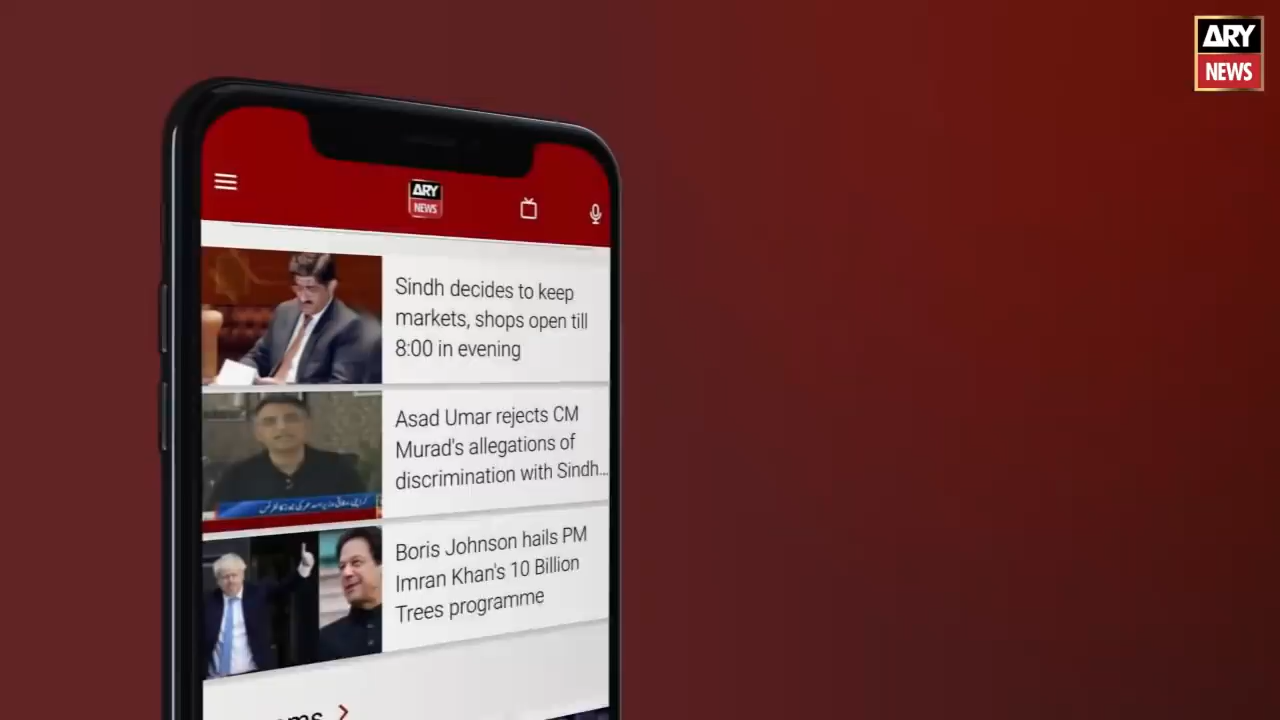 ARY
NEWS
ARY
NEWS
Sindh decides to keep
markets, shops open till
8:00 in evening
Asad Umar rejects CM
Murad's allegations of
discrimination with Sindh...
Boris Johnson hails PM
Imran Khan's 10 Billion
Trees programme